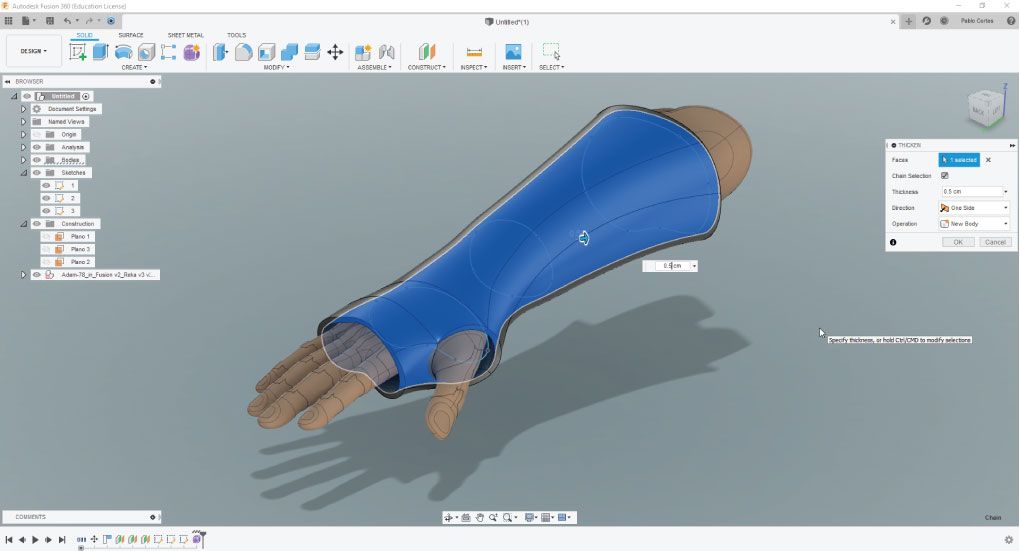 Autodesk Fusion 360 (Education License)
Untitled*(1)
Pablo Cortes
DESIGN
SOLID SURFACE SHEET METAL TOOLS
CREATE MODIFY ASSEMBLE CONSTRUCT INSPECT INSERT SELECT
BROWSER
Untitled
Document Settings
Named Views
Origin
Analysis
Bodies
Sketches
1
2
3
Construction
Plano 1
Plano 3
Plano 2
Adam-78_in_Fusion v2_Reka v3 v/...
Z
BACK LEFT
THICKEN
Faces 1 selected
Chain Selection
Thickness 0.5 cm
Direction One Side
Operation New Body
OK Cancel
0.5 cm
Specify thickness, or hold Ctrl/CMD to modify selections
COMMENTS
Chain